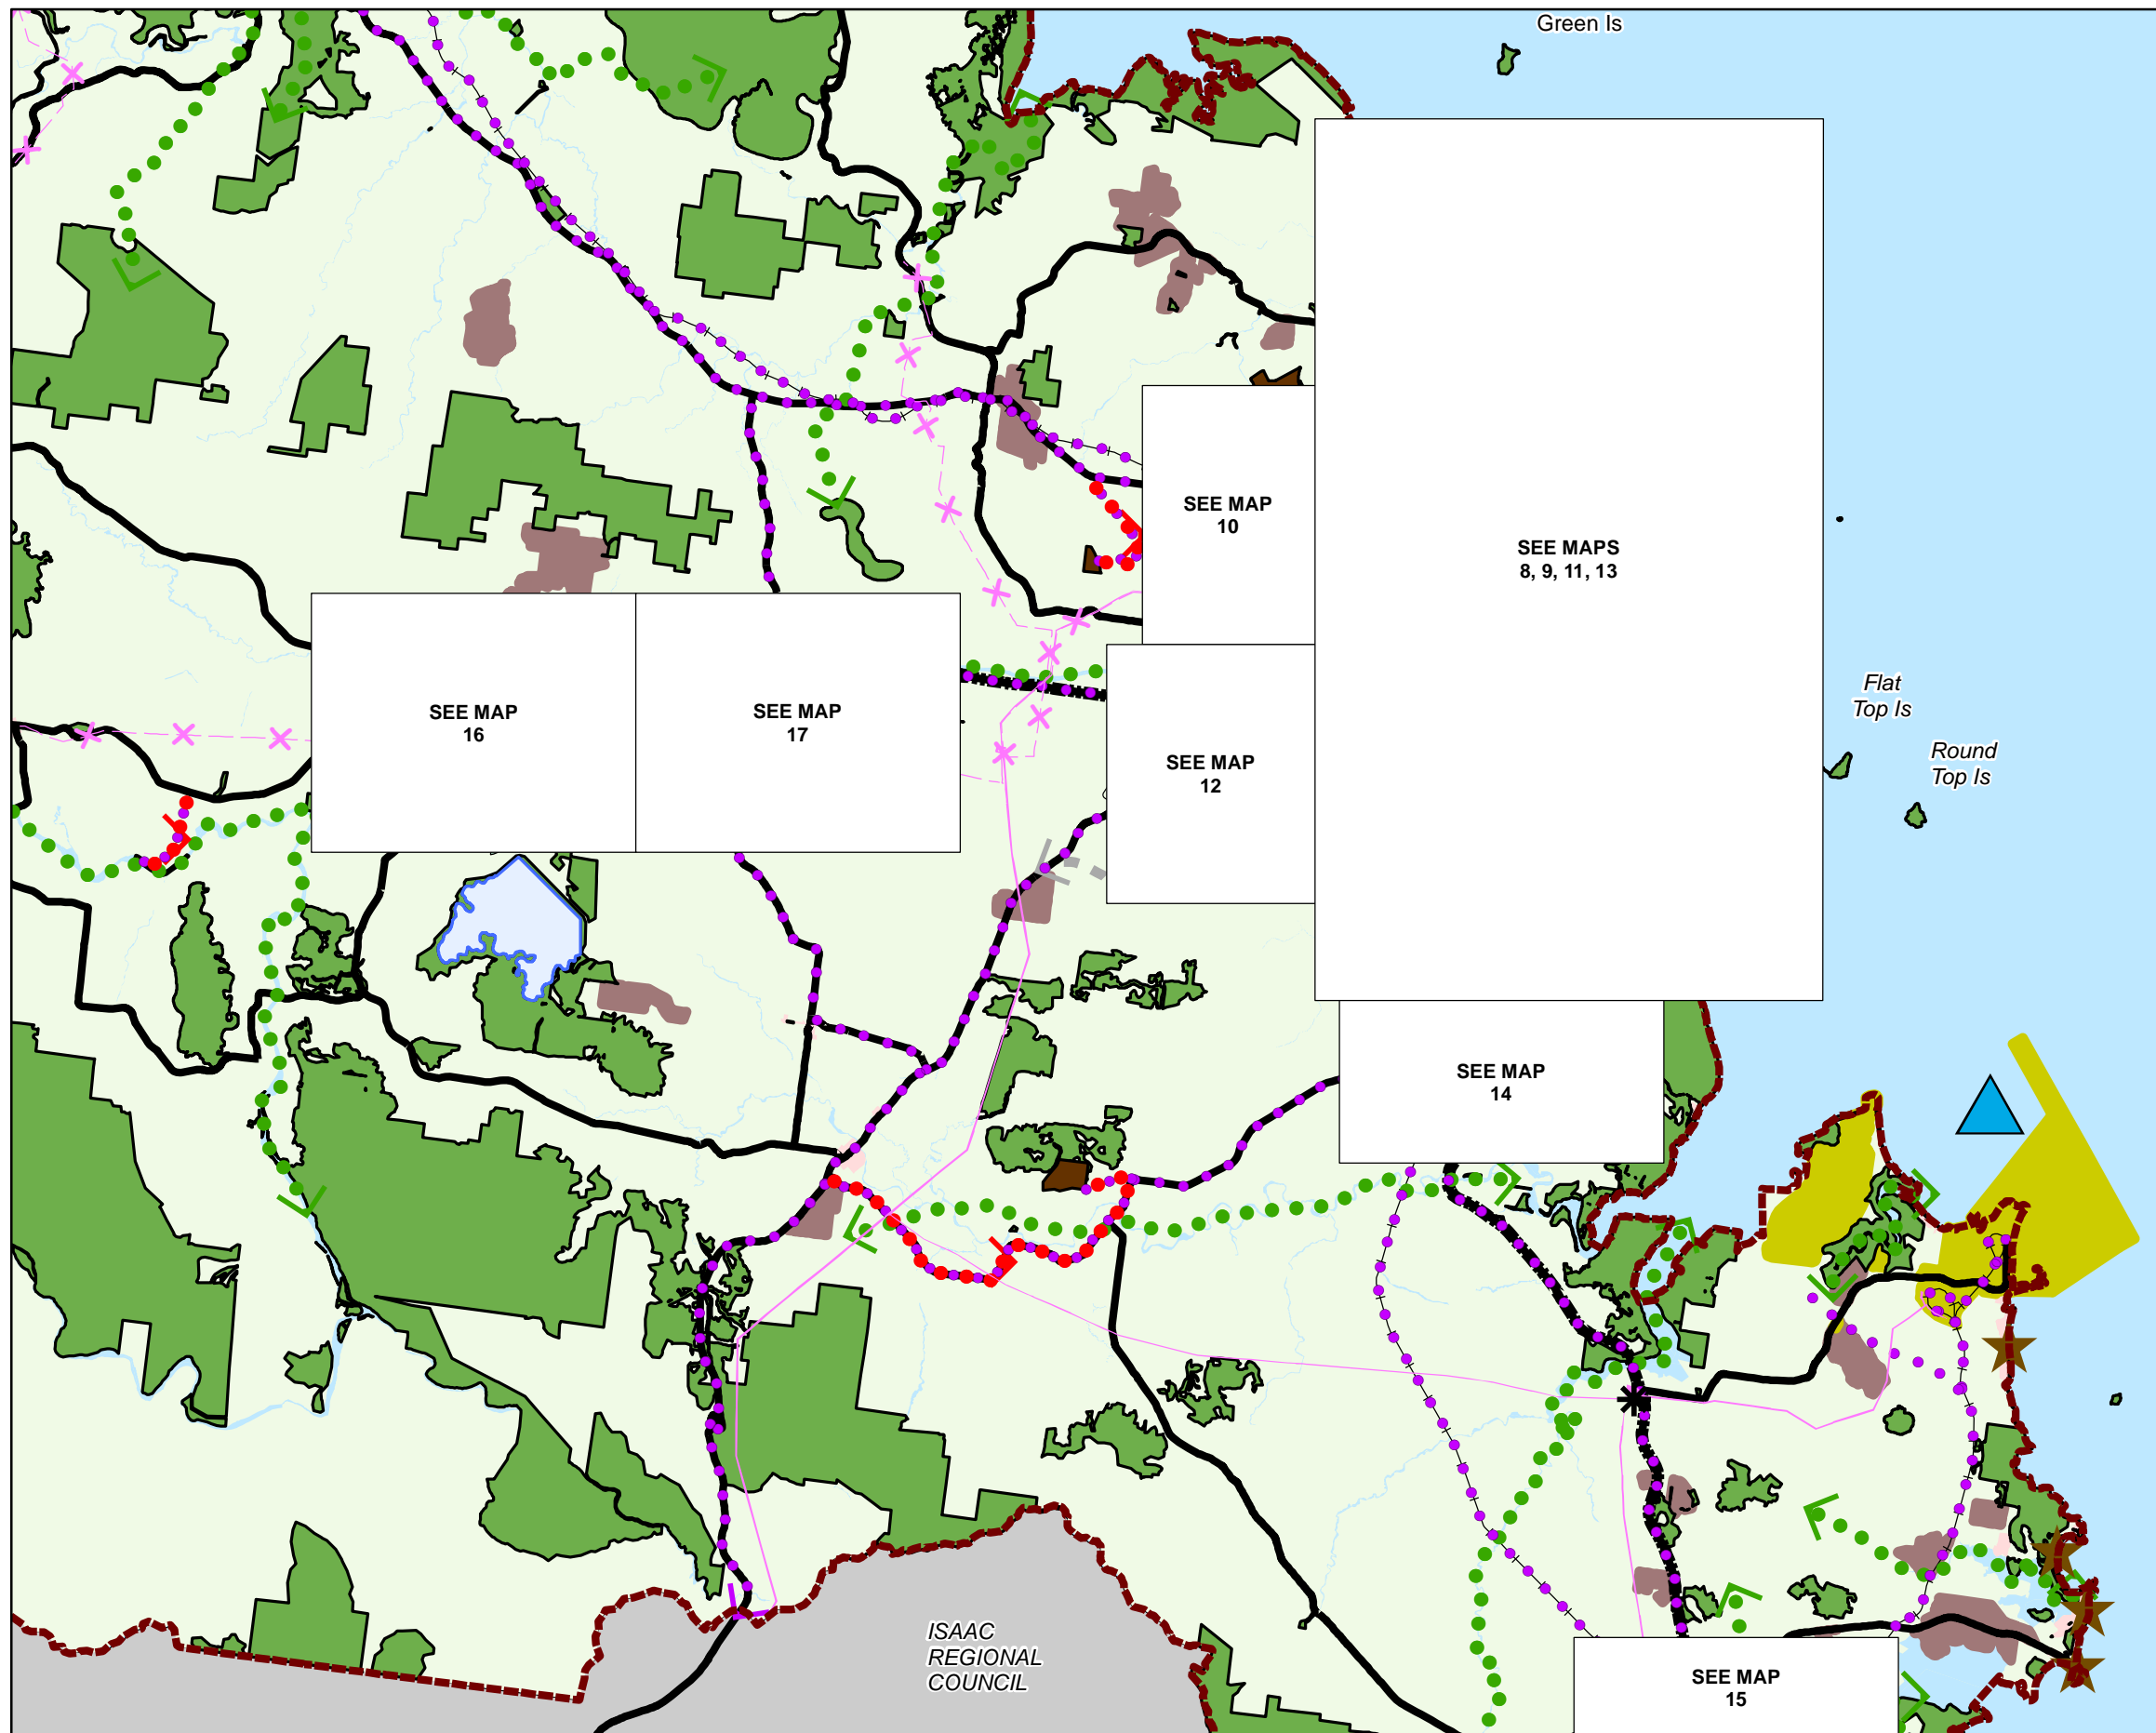 Green Is
SEE MAP
10
SEE MAPS
8, 9, 11, 13
Flat
Top Is
Round
Top Is
SEE MAP
16
SEE MAP
17
SEE MAP
12
SEE MAP
14
ISAAC
REGIONAL
COUNCIL
SEE MAP
15